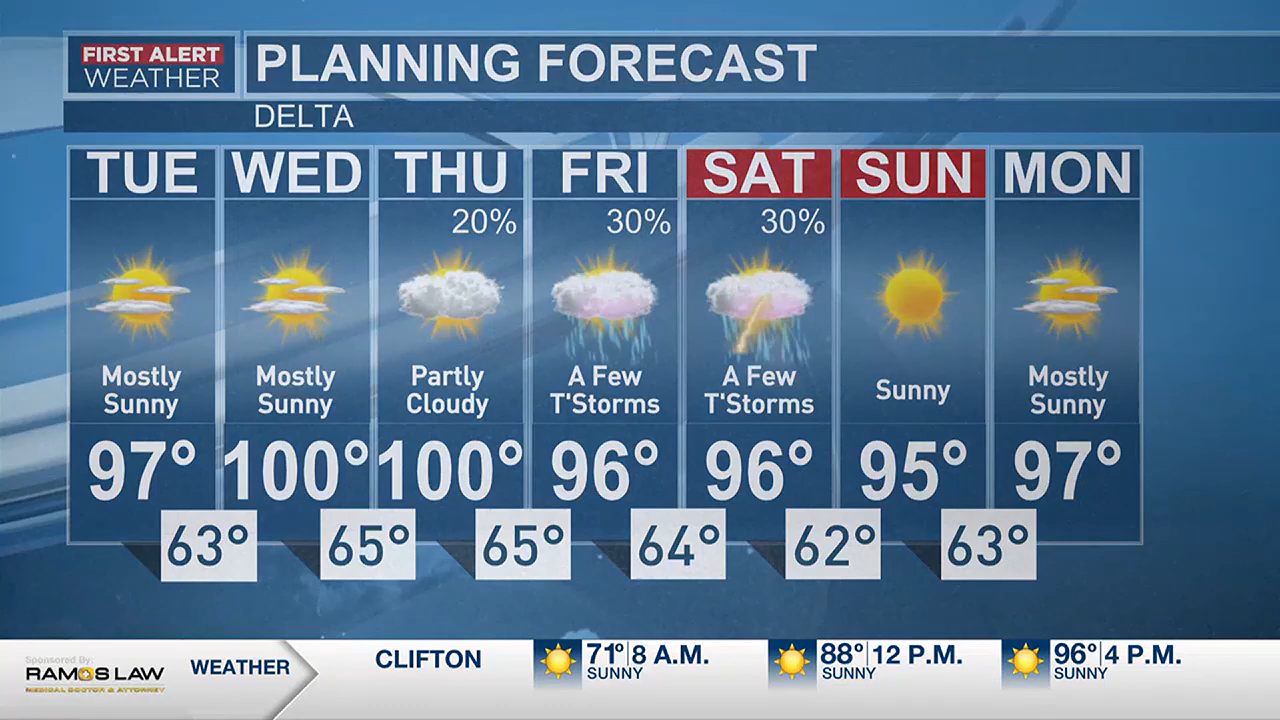 FIRST ALERT
WEATHER
PLANNING FORECAST
DELTA
TUE WED THU FRI SAT SUN MON
20% 30% 30%
Mostly Mostly Partly A Few A Few Sunny Mostly
Sunny Sunny Cloudy T'Storms T'Storms Sunny
97° 100° 100° 96° 96° 95° 97°
63° 65° 65° 64° 62° 63°
Sponsored By:
RAMOS LAW
MEDICAL DOCTOR & ATTORNEY
WEATHER
CLIFTON
71° 8 A.M.
SUNNY
88° 12 P.M.
SUNNY
96° 4 P.M.
SUNNY